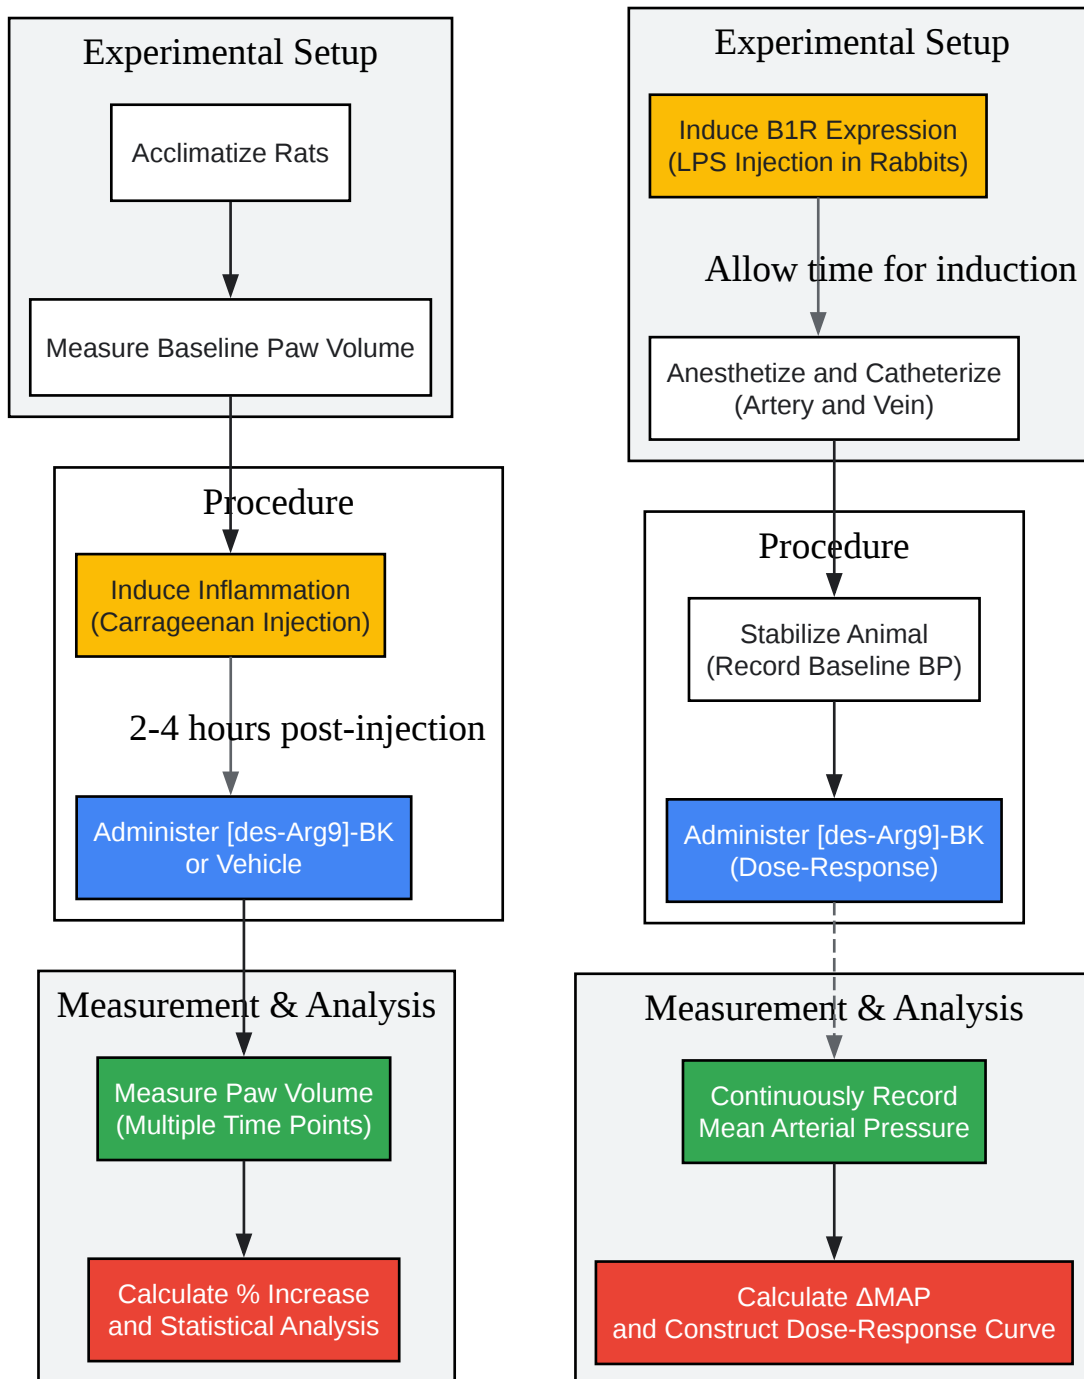 Experimental Setup
Acclimatize Rats
Measure Baseline Paw Volume
Procedure
Induce Inflammation
(Carrageenan Injection)
2-4 hours post-injection
Administer [des-Arg9]-BK
or Vehicle
Measurement & Analysis
Measure Paw Volume
(Multiple Time Points)
Calculate % Increase
and Statistical Analysis
Experimental Setup
Induce B1R Expression
(LPS Injection in Rabbits)
Allow time for induction
Anesthetize and Catheterize
(Artery and Vein)
Procedure
Stabilize Animal
(Record Baseline BP)
Administer [des-Arg9]-BK
(Dose-Response)
Measurement & Analysis
Continuously Record
Mean Arterial Pressure
Calculate ΔMAP
and Construct Dose-Response Curve